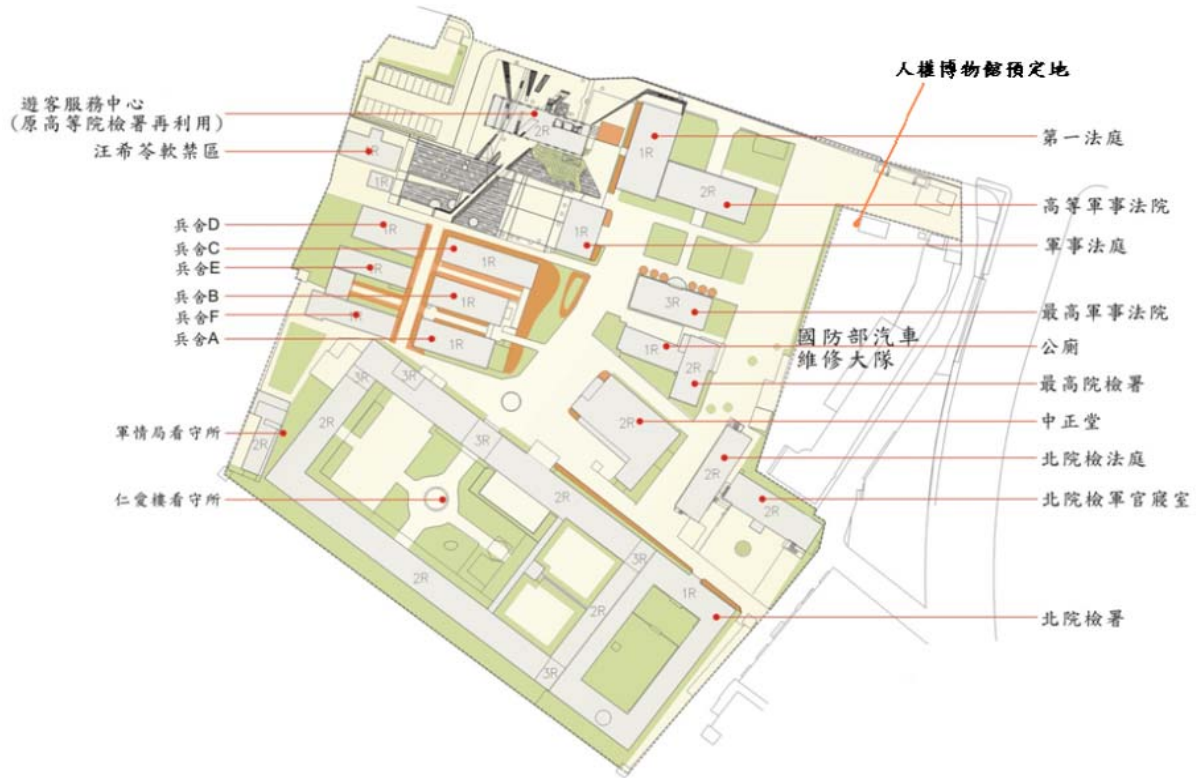 人權博物館預定地
遊客服務中心
(原高等院檢署再利用)
汪希苓軟禁區
兵舍D
兵舍C
兵舍E
兵舍B
兵舍F
兵舍A
軍情局看守所
仁愛樓看守所
第一法庭
高等軍事法院
軍事法庭
最高軍事法院
公廁
最高院檢署
中正堂
北院檢法庭
北院檢軍官寢室
北院檢署
國防部汽車
維修大隊
2R
1R
2R
1R
1R
1R
1R
1R
1R
1R
1R
1R
3R
1R
2R
3R
3R
2R
2R
3R
2R
2R
2R
2R
2R
3R
1R
2R
3R